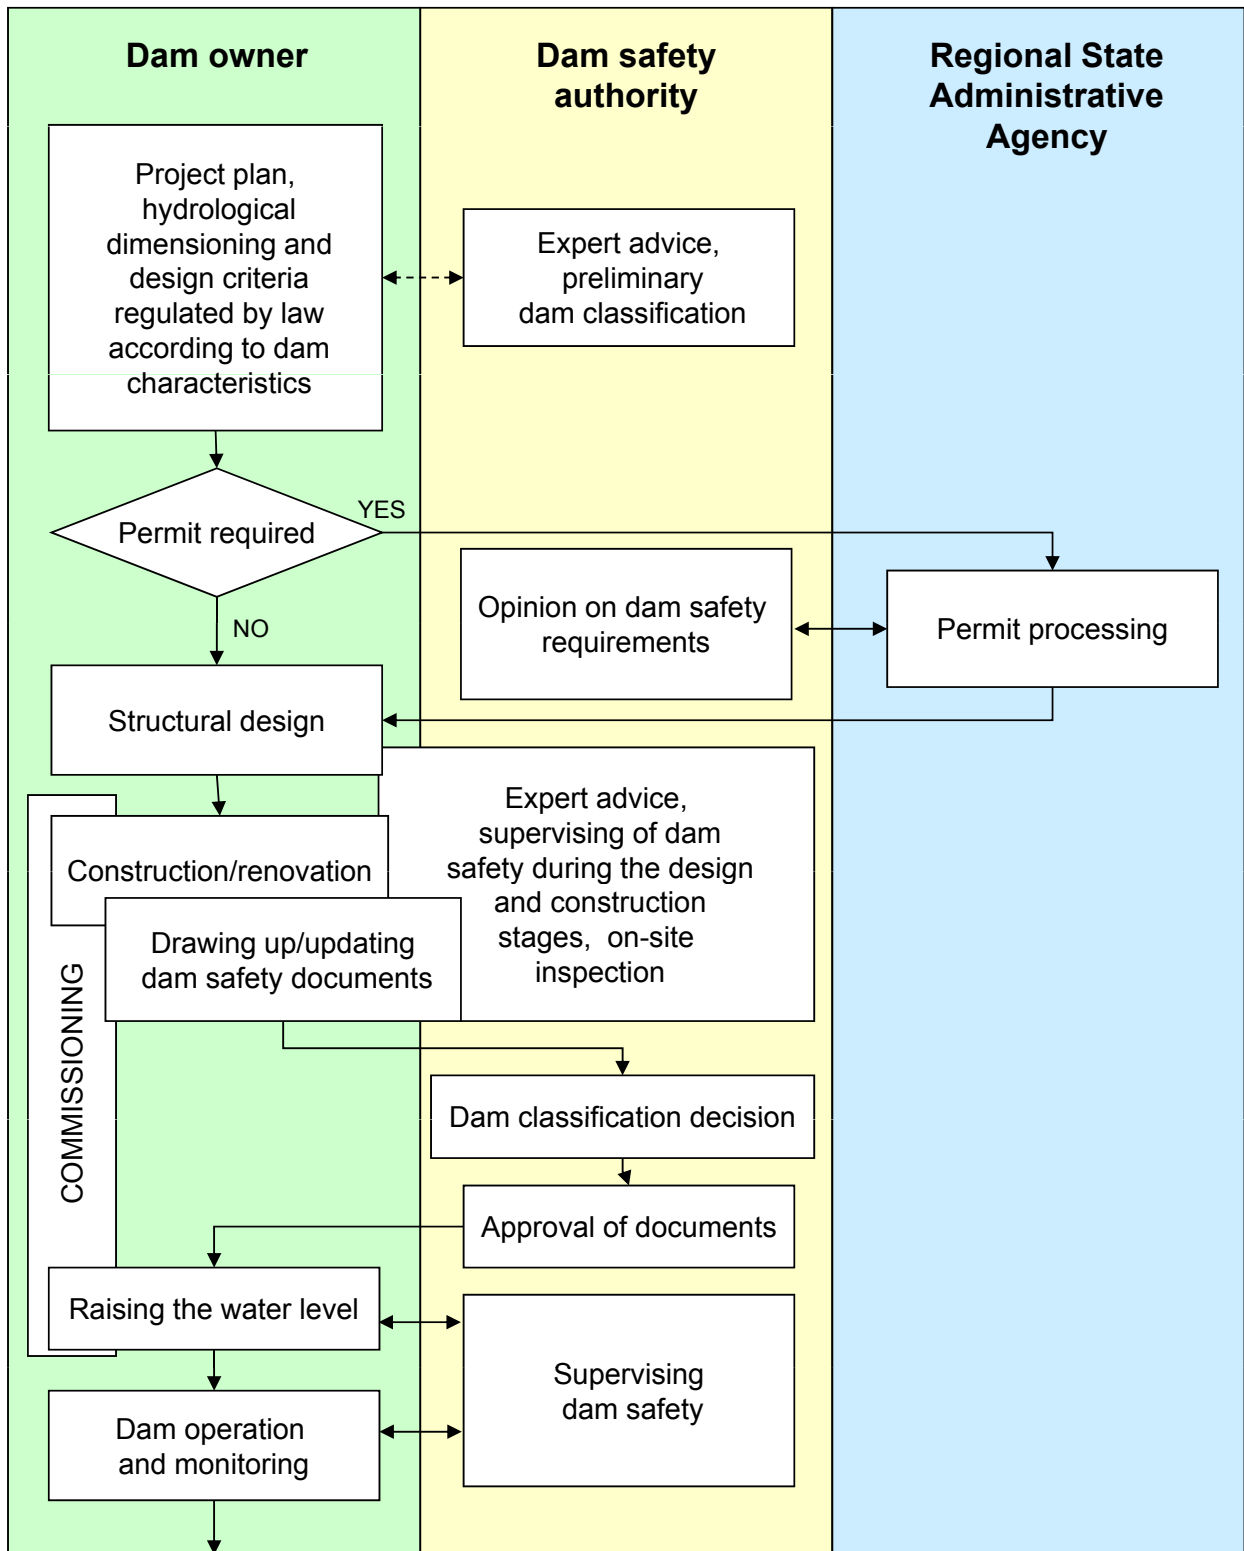 Dam owner
Dam safety
authority
Regional State
Administrative
Agency
Project plan,
hydrological
dimensioning and
design criteria
regulated by law
according to dam
characteristics
Expert advice,
preliminary
dam classification
Permit required
YES
NO
Opinion on dam safety
requirements
Permit processing
Structural design
Expert advice,
supervising of dam
safety during the design
and construction
stages, on-site
inspection
Construction/renovation
Drawing up/updating
dam safety documents
COMMISSIONING
Dam classification decision
Approval of documents
Raising the water level
Supervising
dam safety
Dam operation
and monitoring